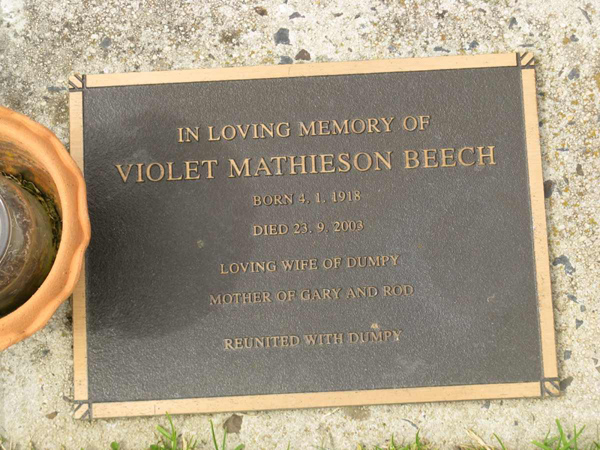 IN LOVING MEMORY OF
VIOLET MATHIESON BEECH
BORN 4. 1. 1918
DIED 23. 9. 2003
LOVING WIFE OF DUMPY
MOTHER OF GARY AND ROD
REUNITED WITH DUMPY